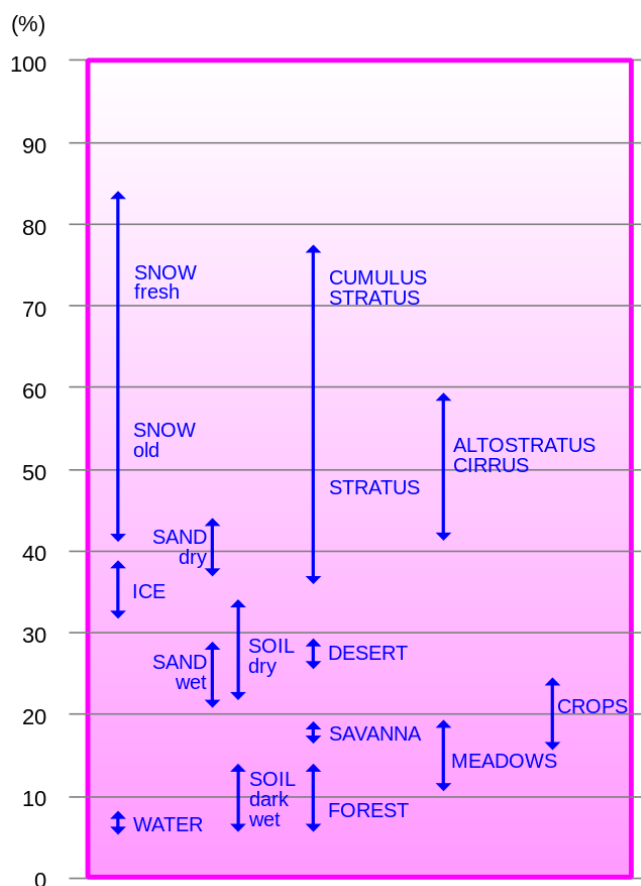 (%)
100
90
80
SNOW
fresh
CUMULUS
STRATUS
70
60
SNOW
old
ALTOSTRATUS
CIRRUS
50
STRATUS
SAND
dry
40
ICE
30
SOIL
dry
DESERT
SAND
wet
20
CROPS
SAVANNA
MEADOWS
SOIL
dark
wet
10
FOREST
WATER
0